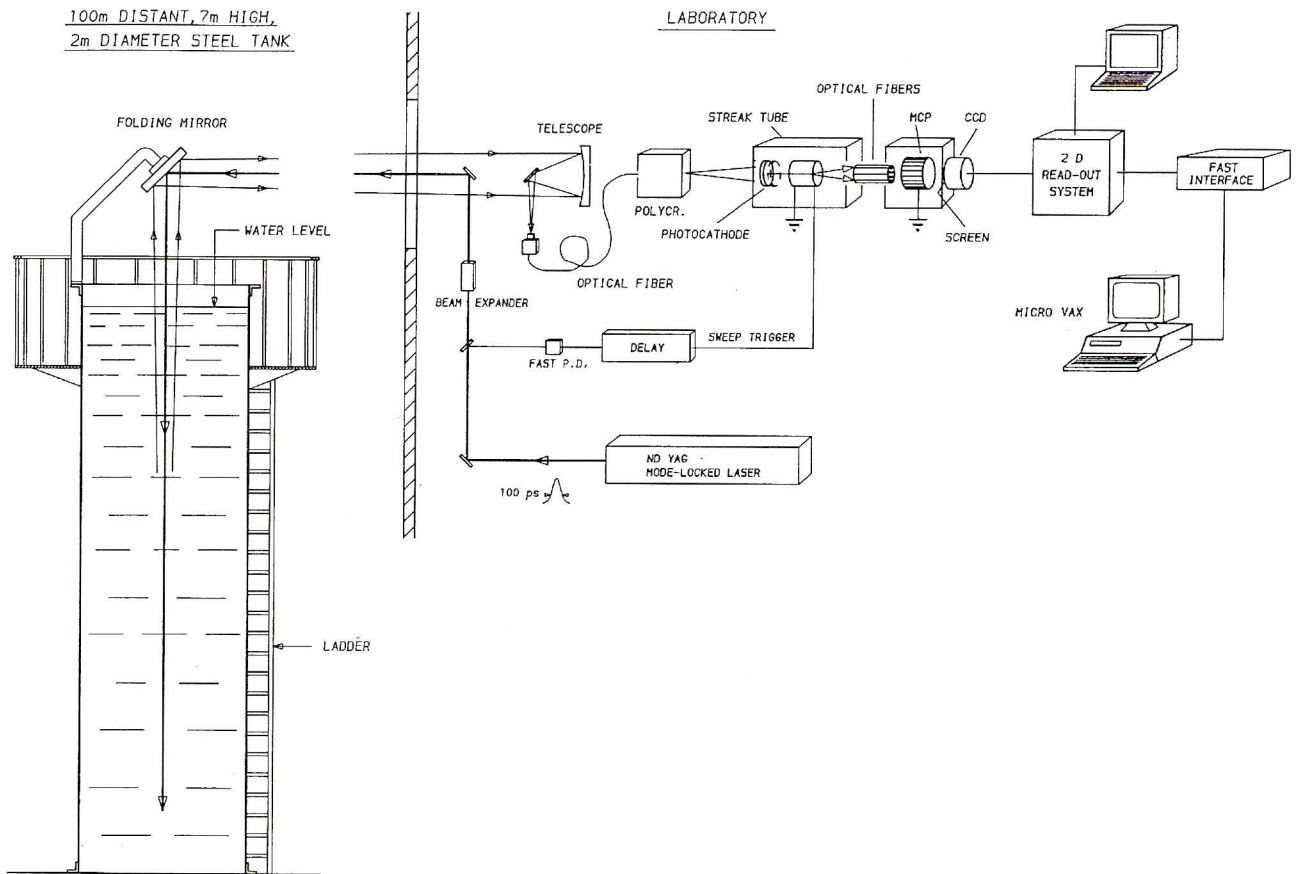 100m DISTANT, 7m HIGH,
2m DIAMETER STEEL TANK
LABORATORY
FOLDING MIRROR
WATER LEVEL
TELESCOPE
POLYCR.
OPTICAL FIBER
BEAM EXPANDER
STREAK TUBE
OPTICAL FIBERS
MCP
CCD
PHOTOCATHODE
SCREEN
2 D
READ-OUT
SYSTEM
FAST
INTERFACE
MICRO VAX
FAST P.D.
DELAY
SWEEP TRIGGER
ND YAG
MODE-LOCKED LASER
100 ps
LADDER